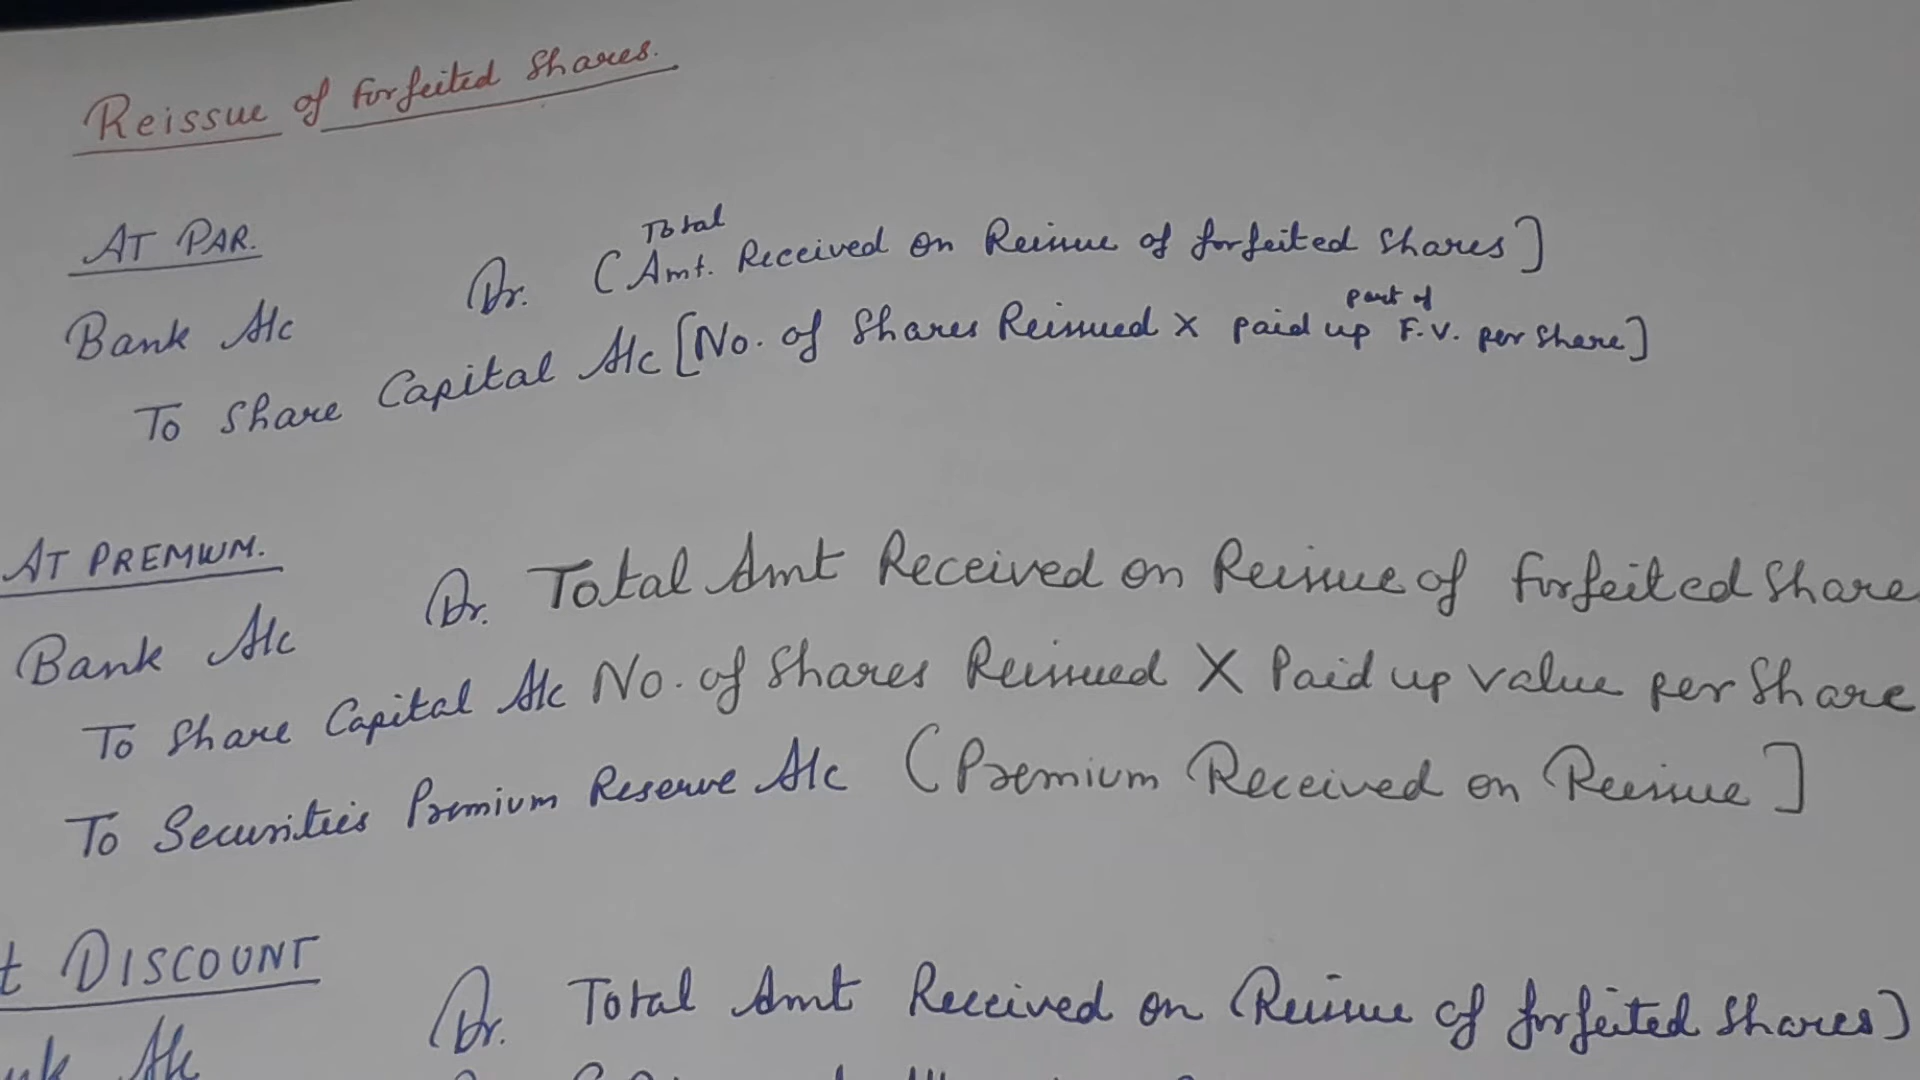 Reissue of forfeited Shares.
AT PAR.
Total
Bank A/c Dr. (Amt. Received on Reissue of forfeited Shares]
part of
To Share Capital A/c [No. of Shares Reissued X paid up F.V. per Share]
AT PREMIUM.
Bank A/c Dr. Total Amt Received on Reissue of forfeited Share
To Share Capital A/c No. of Shares Reissued X Paid up value per Share
To Securities Premium Reserve A/c (Premium Received on Reissue]
t DISCOUNT
A/c Dr. Total Amt Received on (Reissue of forfeited Shares)